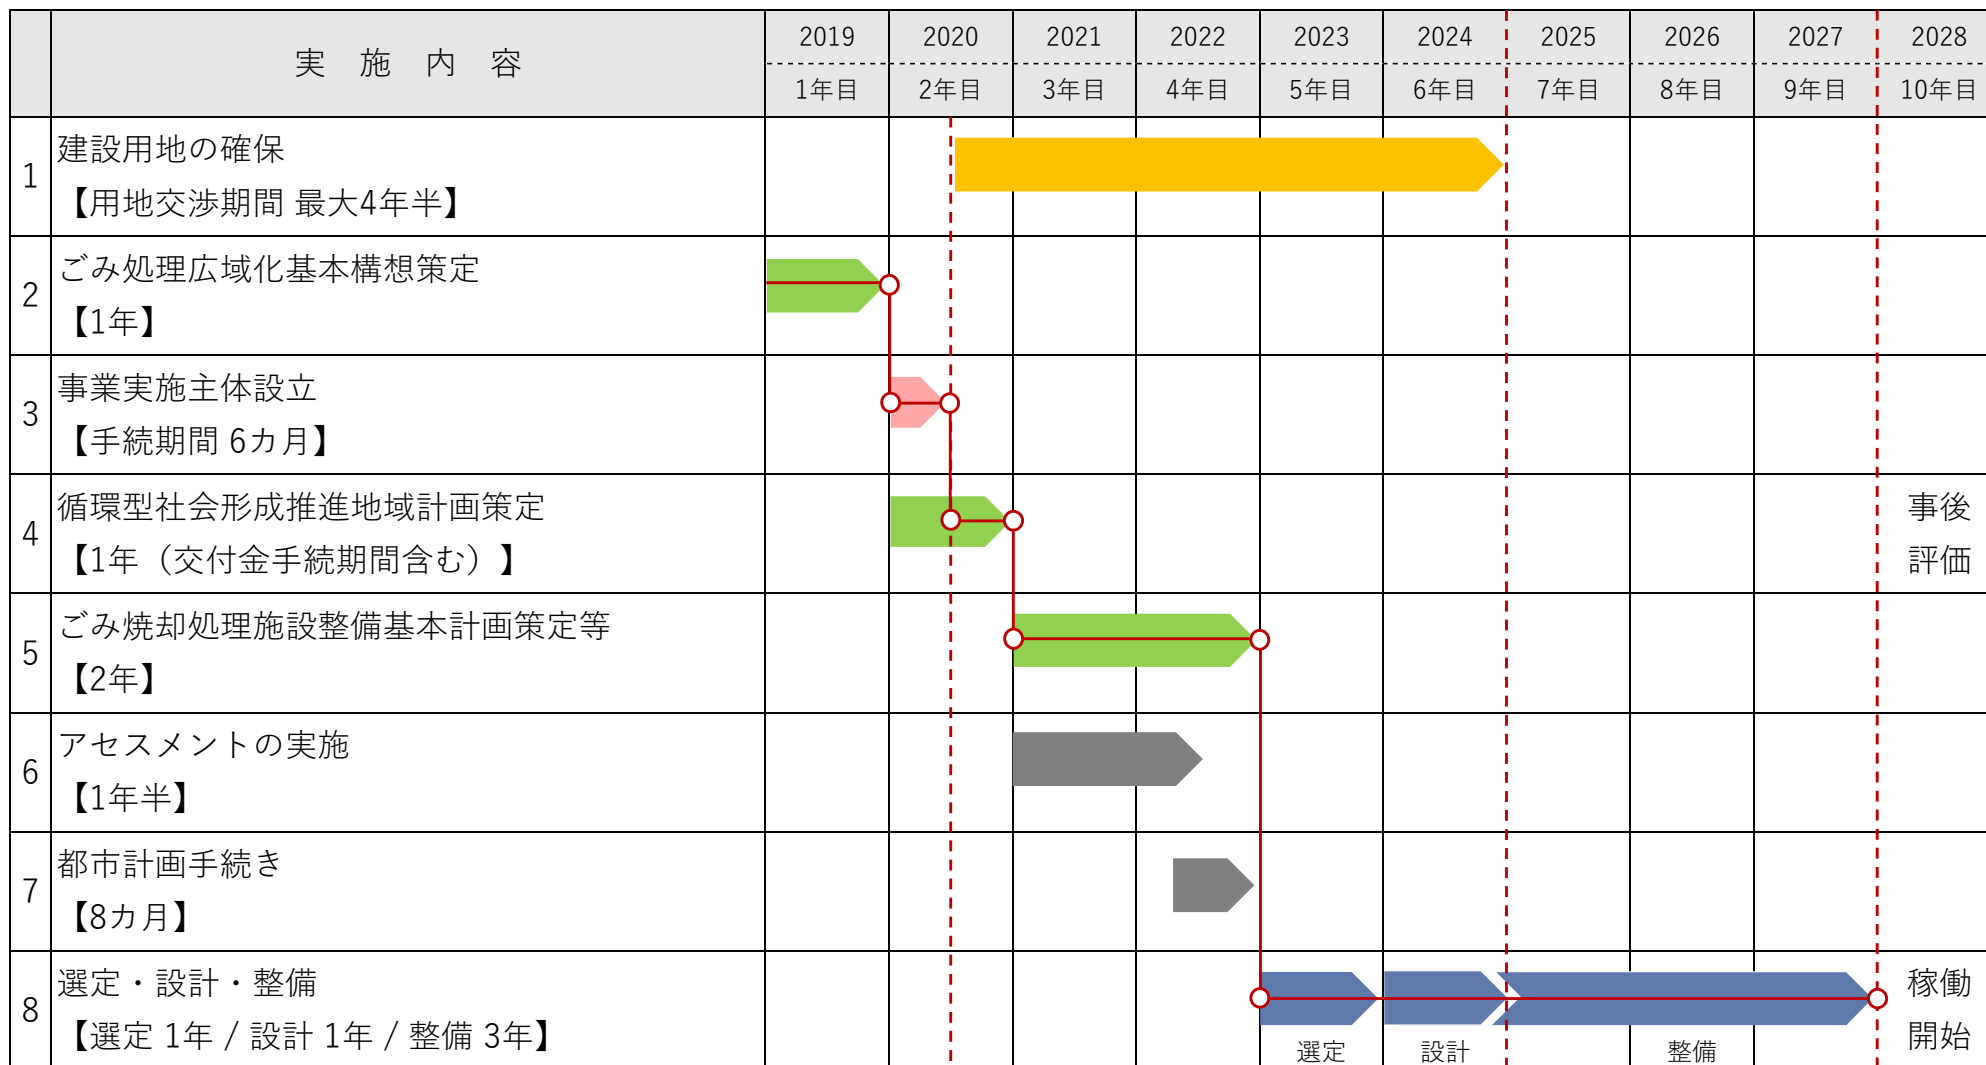 実　施　内　容
2019 2020 2021 2022 2023 2024 2025 2026 2027 2028
1年目 2年目 3年目 4年目 5年目 6年目 7年目 8年目 9年目 10年目
1
建設用地の確保
【用地交渉期間 最大4年半】
2
ごみ処理広域化基本構想策定
【1年】
3
事業実施主体設立
【手続期間 6カ月】
4
循環型社会形成推進地域計画策定
【1年（交付金手続期間含む）】
事後
評価
5
ごみ焼却処理施設整備基本計画策定等
【2年】
6
アセスメントの実施
【1年半】
7
都市計画手続き
【8カ月】
8
選定・設計・整備
【選定 1年 / 設計 1年 / 整備 3年】
選定 設計 整備
稼働
開始